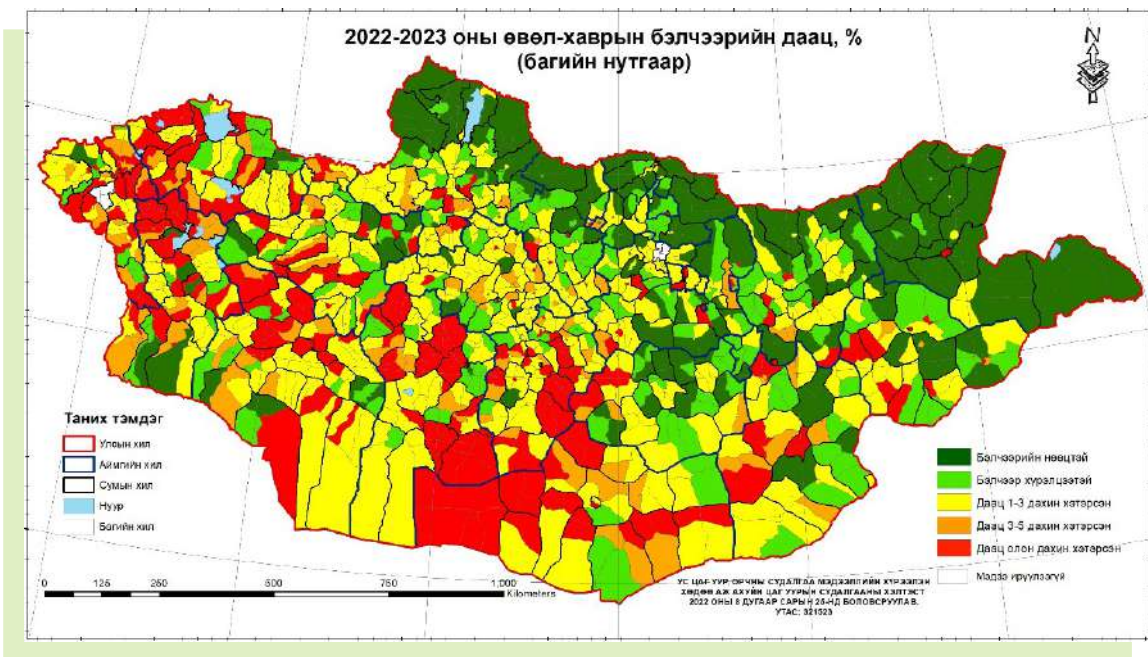 2022-2023 оны өвөл-хаврын бэлчээрийн даац, %
(багийн нутгаар)
N
Таних тэмдэг
Улсын хил
Аймгийн хил
Сумын хил
Нуур
Багийн хил
Бэлчээрийн нөөцтэй
Бэлчээр хүрэлцээтэй
Даац 1-3 дахин хэтэрсэн
Даац 3-5 дахин хэтэрсэн
Даац олон дахин хэтэрсэн
Мэдээ ирүүлээгүй
0 125 250 500 750 1,000
Kilometers
УС ЦАГ УУР, ОРЧНЫ СУДАЛГАА МЭДЭЭЛЛИЙН ХҮРЭЭЛЭН
ХӨДӨӨ АЖ АХУЙН ЦАГ УУРЫН СУДАЛГААНЫ ХЭЛТЭСТ
2022 ОНЫ 8 ДУГААР САРЫН 25-НД БОЛОВСРУУЛАВ.
УТАС: 321523